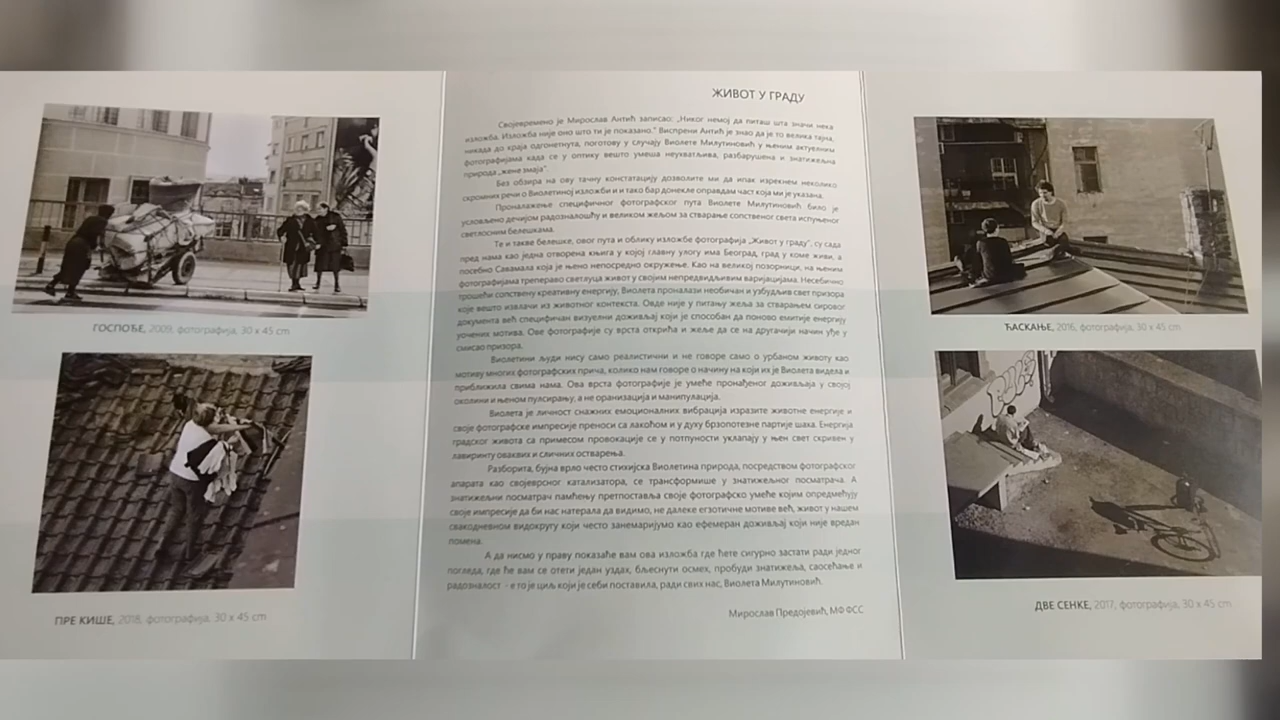 ГОСПОЂЕ, 2009, фотографија, 30 x 45 cm
ПРЕ КИШЕ, 2018, фотографија, 30 x 45 cm
ЖИВОТ У ГРАДУ
Својевремено је Мирослав Антић записао: „Никог немој да питаш шта значи нека
изложба. Изложба није оно што ти је показано.” Виспрени Антић је знао да је то велика тајна,
никада до краја одгонетнута, поготову у случају Виолете Милутиновић у њеним актуелним
фотографијама када се у оптику вешто умеша неухватљива, разбарушена и знатижељна
природа „жене змаја”.
Без обзира на ову тачну констатацију дозволите ми да ипак изрекнем неколико
скромних речи о Виолетиној изложби и и тако бар донекле оправдам част која ми је указана.
Проналажење специфичног фотографског пута Виолете Милутиновић било је
условљено дечијом радозналошћу и великом жељом за стварање сопственог света испуњеног
светлосним белешкама.
Те и такве белешке, овог пута и облику изложбе фотографија „Живот у граду”, су сада
пред нама као једна отворена књига у којој главну улогу има Београд, град у коме живи, а
посебно Савамала која је њено непосредно окружење. Као на великој позорници, на њеним
фотографијама трепераво светлуца живот у својим непредвидљивим варијацијама. Несебично
трошећи сопствену креативну енергију, Виолета проналази необичан и узбудљив свет призора
које вешто извлачи из животног контекста. Овде није у питању жеља за стварањем сировог
документа већ специфичан визуелни доживљај који је способан да поново емитује енергију
уочених мотива. Ове фотографије су врста открића и жеље да се на другачији начин уђе у
смисао призора.
Виолетини људи нису само реалистични и не говоре само о урбаном животу као
мотиву многих фотографских прича, колико нам говоре о начину на који их је Виолета видела и
приближила свима нама. Ова врста фотографије је умеће пронађеног доживљаја у својој
околини и њеном пулсирању, а не оранизација и манипулација.
Виолета је личност снажних емоционалних вибрација изразите животне енергије и
своје фотографске импресије преноси са лакоћом и у духу брзопотезне партије шаха. Енергија
градског живота са примесом провокације се у потпуности уклапају у њен свет скривен у
лавиринту оваквих и сличних остварења.
Разборита, бујна врло често стихијска Виолетина природа, посредством фотографског
апарата као својеврсног катализатора, се трансформише у знатижељног посматрача. А
знатижељни посматрач памћењу претпоставља своје фотографско умеће којим опредмећују
своје импресије да би нас натерала да видимо, не далеке егзотичне мотиве већ, живот у нашем
свакодневном видокругу који често занемаријумо као ефемеран доживљај који није вредан
помена.
А да нисмо у праву показаће вам ова изложба где ћете сигурно застати ради једног
погледа, где ће вам се отети један уздах, бљеснути осмех, пробуди знатижеља, саосећање и
радозналост - е то је циљ који је себи поставила, ради свих нас, Виолета Милутиновић.
Мирослав Предојевић, МФ ФСС
ЋАСКАЊЕ, 2016, фотографија, 30 x 45 cm
ДВЕ СЕНКЕ, 2017, фотографија, 30 x 45 cm